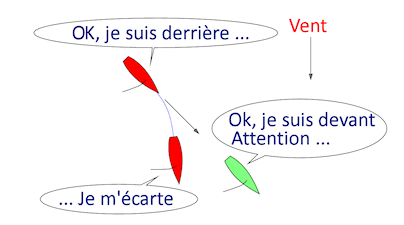 OK, je suis derrière ...
Vent
Ok, je suis devant
Attention ...
... Je m'écarte